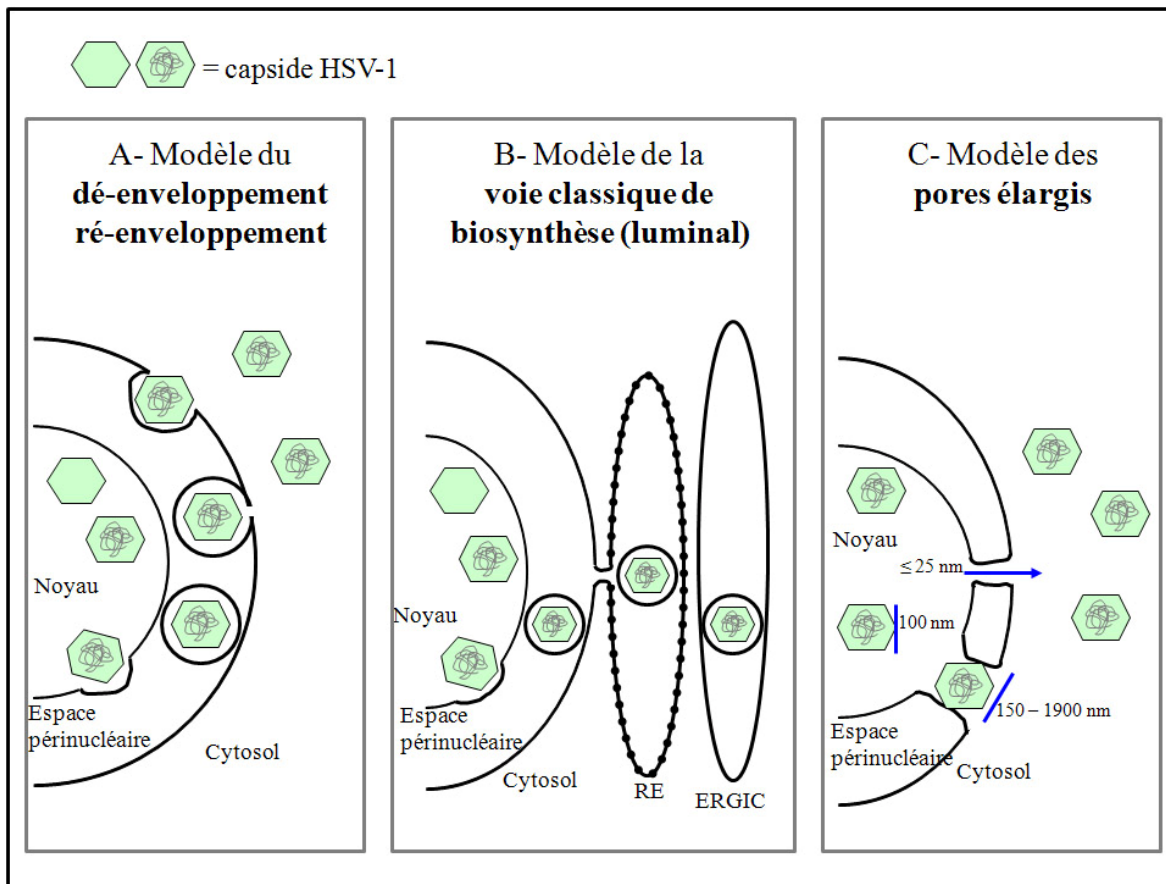 = capside HSV-1
A- Modèle du
dé-enveloppement
ré-enveloppement
Noyau
Espace
périnucléaire
Cytosol
B- Modèle de la
voie classique de
biosynthèse (luminal)
Noyau
Espace
périnucléaire
Cytosol
RE
ERGIC
C- Modèle des
pores élargis
Noyau
≤ 25 nm
100 nm
150 – 1900 nm
Espace
périnucléaire
Cytosol